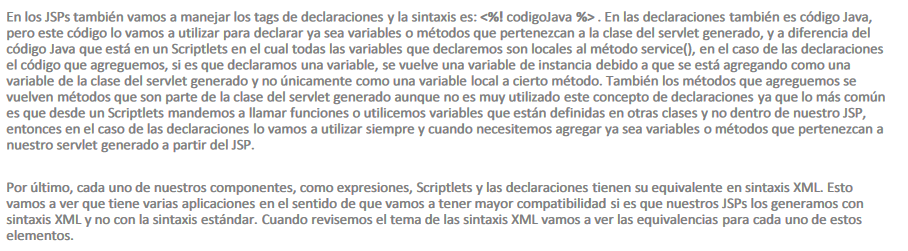 En los JSPs también vamos a manejar los tags de declaraciones y la sintaxis es: <%! codigoJava %> . En las declaraciones también es código Java,
pero este código lo vamos a utilizar para declarar ya sea variables o métodos que pertenezcan a la clase del servlet generado, y a diferencia del
código Java que está en un Scriptlets en el cual todas las variables que declaremos son locales al método service(), en el caso de las declaraciones
el código que agreguemos, si es que declaramos una variable, se vuelve una variable de instancia debido a que se está agregando como una
variable de la clase del servlet generado y no únicamente como una variable local a cierto método. También los métodos que agreguemos se
vuelven métodos que son parte de la clase del servlet generado aunque no es muy utilizado este concepto de declaraciones ya que lo más común
es que desde un Scriptlets mandemos a llamar funciones o utilicemos variables que están definidas en otras clases y no dentro de nuestro JSP,
entonces en el caso de las declaraciones lo vamos a utilizar siempre y cuando necesitemos agregar ya sea variables o métodos que pertenezcan a
nuestro servlet generado a partir del JSP.
Por último, cada uno de nuestros componentes, como expresiones, Scriptlets y las declaraciones tienen su equivalente en sintaxis XML. Esto
vamos a ver que tiene varias aplicaciones en el sentido de que vamos a tener mayor compatibilidad si es que nuestros JSPs los generamos con
sintaxis XML y no con la sintaxis estándar. Cuando revisemos el tema de las sintaxis XML vamos a ver las equivalencias para cada uno de estos
elementos.